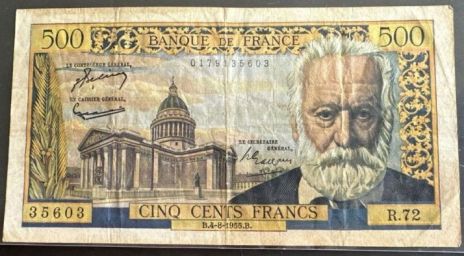 500 BANQUE DE FRANCE 500
0179135603
LE CONTRÔLEUR GÉNÉRAL,
LE CAISSIER GÉNÉRAL,
LE SECRÉTAIRE
GÉNÉRAL,
35603 CINQ CENTS FRANCS R.72
B.4-8-1955.B.